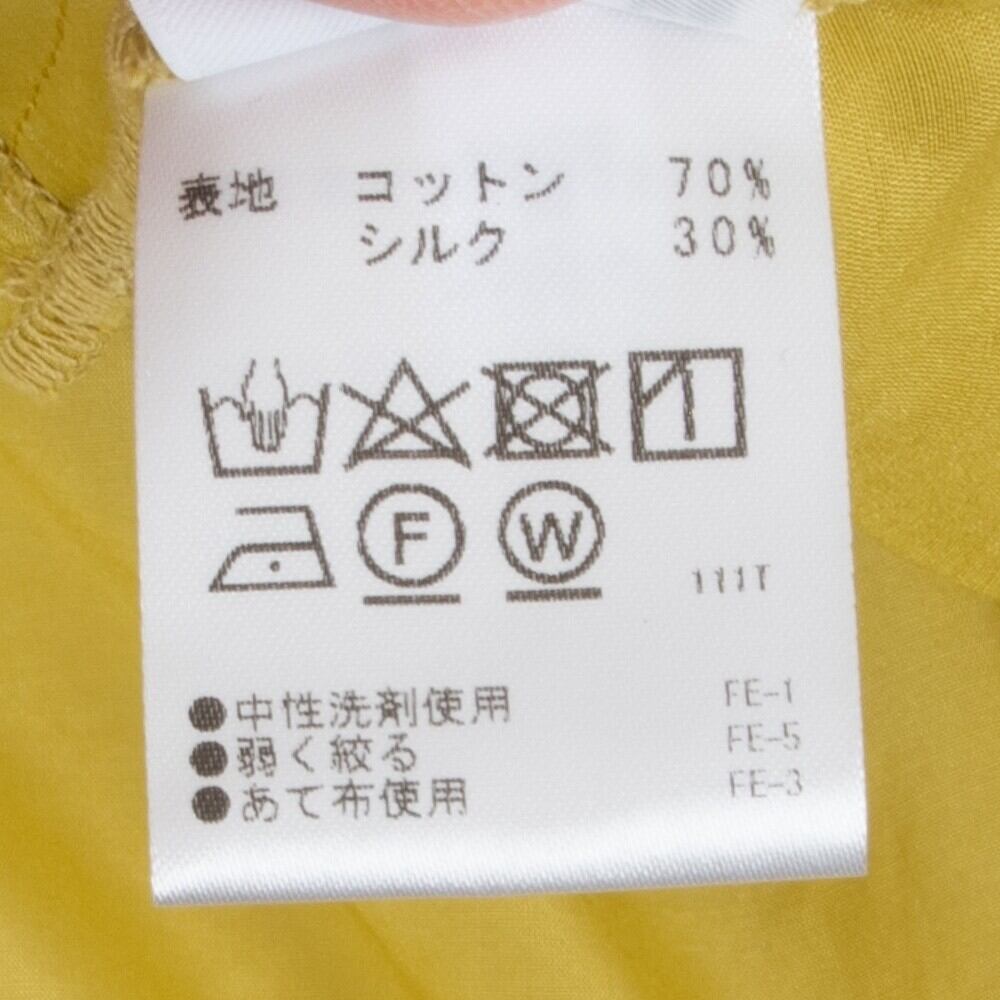 表地 コットン 70%
シルク 30%
F W 111T
●中性洗剤使用 FE-1
●弱く絞る FE-5
●あて布使用 FE-3